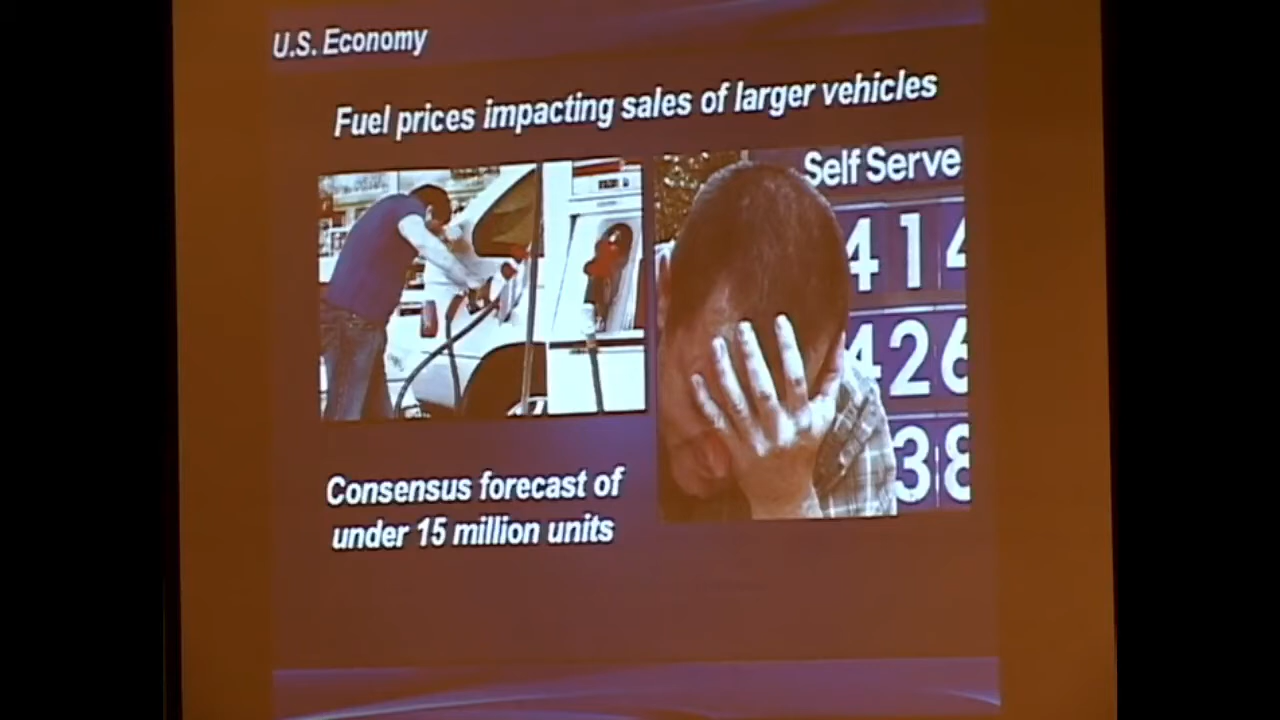 U.S. Economy
Fuel prices impacting sales of larger vehicles
Self Serve
414
426
38
Consensus forecast of
under 15 million units